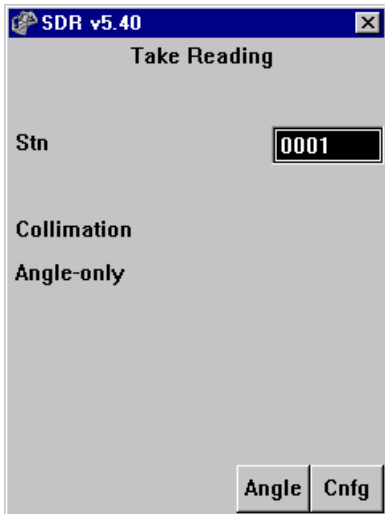 SDR v5.40
Take Reading
Stn 0001
Collimation
Angle-only
Angle Cnfg